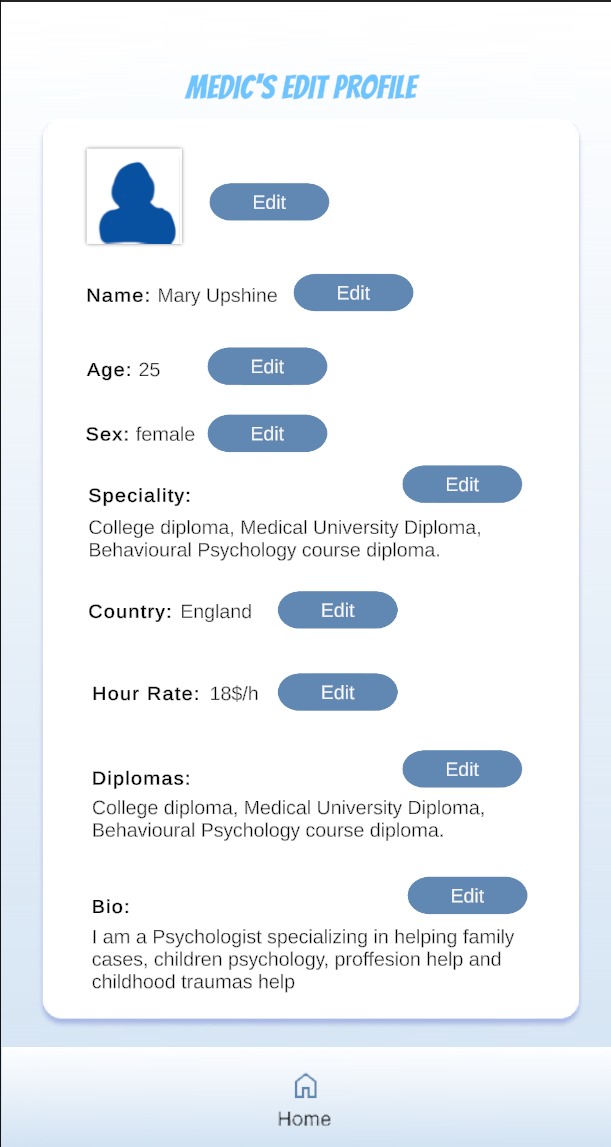 MEDIC'S EDIT PROFILE
Edit
Name: Mary Upshine Edit
Age: 25 Edit
Sex: female Edit
Speciality: Edit
College diploma, Medical University Diploma,
Behavioural Psychology course diploma.
Country: England Edit
Hour Rate: 18$/h Edit
Diplomas: Edit
College diploma, Medical University Diploma,
Behavioural Psychology course diploma.
Bio: Edit
I am a Psychologist specializing in helping family
cases, children psychology, proffesion help and
childhood traumas help
Home